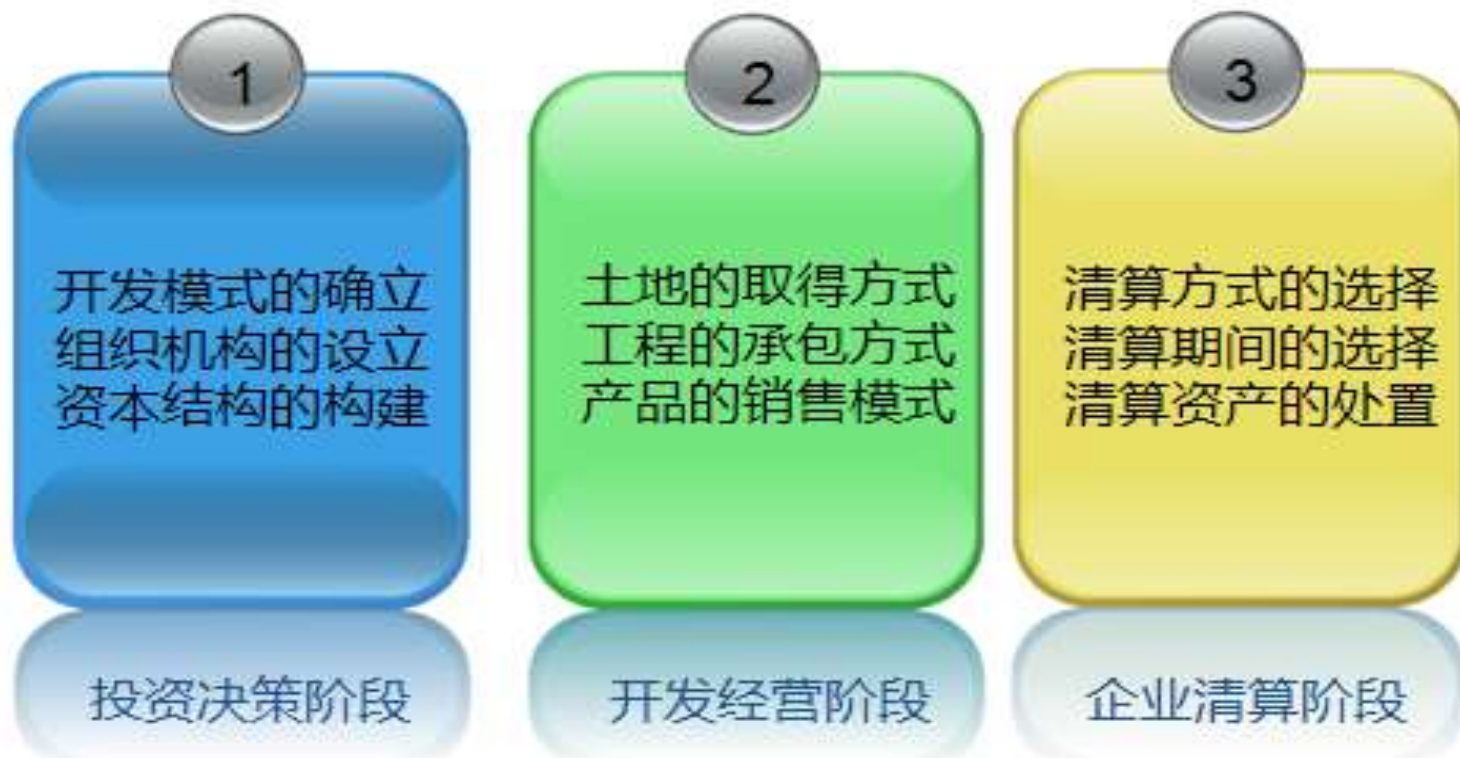 1
开发模式的确立
组织机构的设立
资本结构的构建
投资决策阶段
2
土地的取得方式
工程的承包方式
产品的销售模式
开发经营阶段
3
清算方式的选择
清算期间的选择
清算资产的处置
企业清算阶段